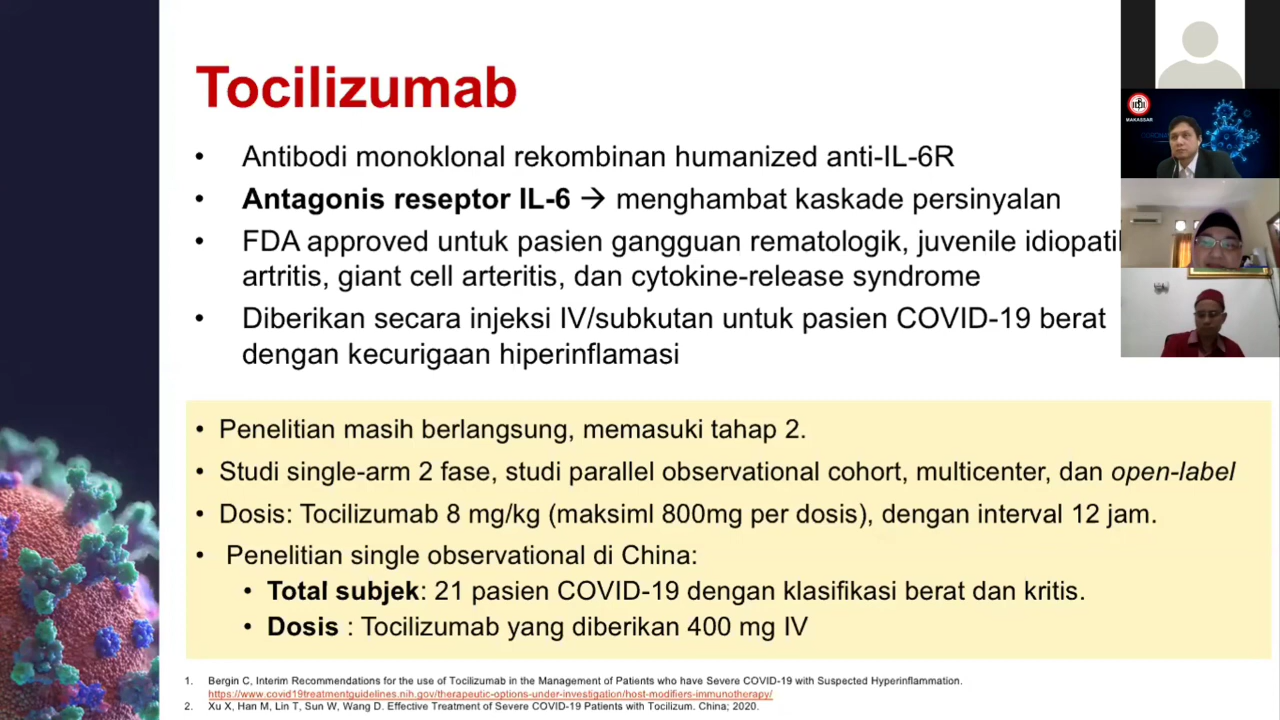 Tocilizumab
• Antibodi monoklonal rekombinan humanized anti-IL-6R
• Antagonis reseptor IL-6 → menghambat kaskade persinyalan
• FDA approved untuk pasien gangguan rematologik, juvenile idiopati
artritis, giant cell arteritis, dan cytokine-release syndrome
• Diberikan secara injeksi IV/subkutan untuk pasien COVID-19 berat
dengan kecurigaan hiperinflamasi
• Penelitian masih berlangsung, memasuki tahap 2.
• Studi single-arm 2 fase, studi parallel observational cohort, multicenter, dan open-label
• Dosis: Tocilizumab 8 mg/kg (maksiml 800mg per dosis), dengan interval 12 jam.
• Penelitian single observational di China:
• Total subjek: 21 pasien COVID-19 dengan klasifikasi berat dan kritis.
• Dosis : Tocilizumab yang diberikan 400 mg IV
1. Bergin C, Interim Recommendations for the use of Tocilizumab in the Management of Patients who have Severe COVID-19 with Suspected Hyperinflammation.
https://www.covid19treatmentguidelines.nih.gov/therapeutic-options-under-investigation/host-modifiers-immunotherapy/
2. Xu X, Han M, Lin T, Sun W, Wang D. Effective Treatment of Severe COVID-19 Patients with Tocilizum. China; 2020.
MAKASSAR